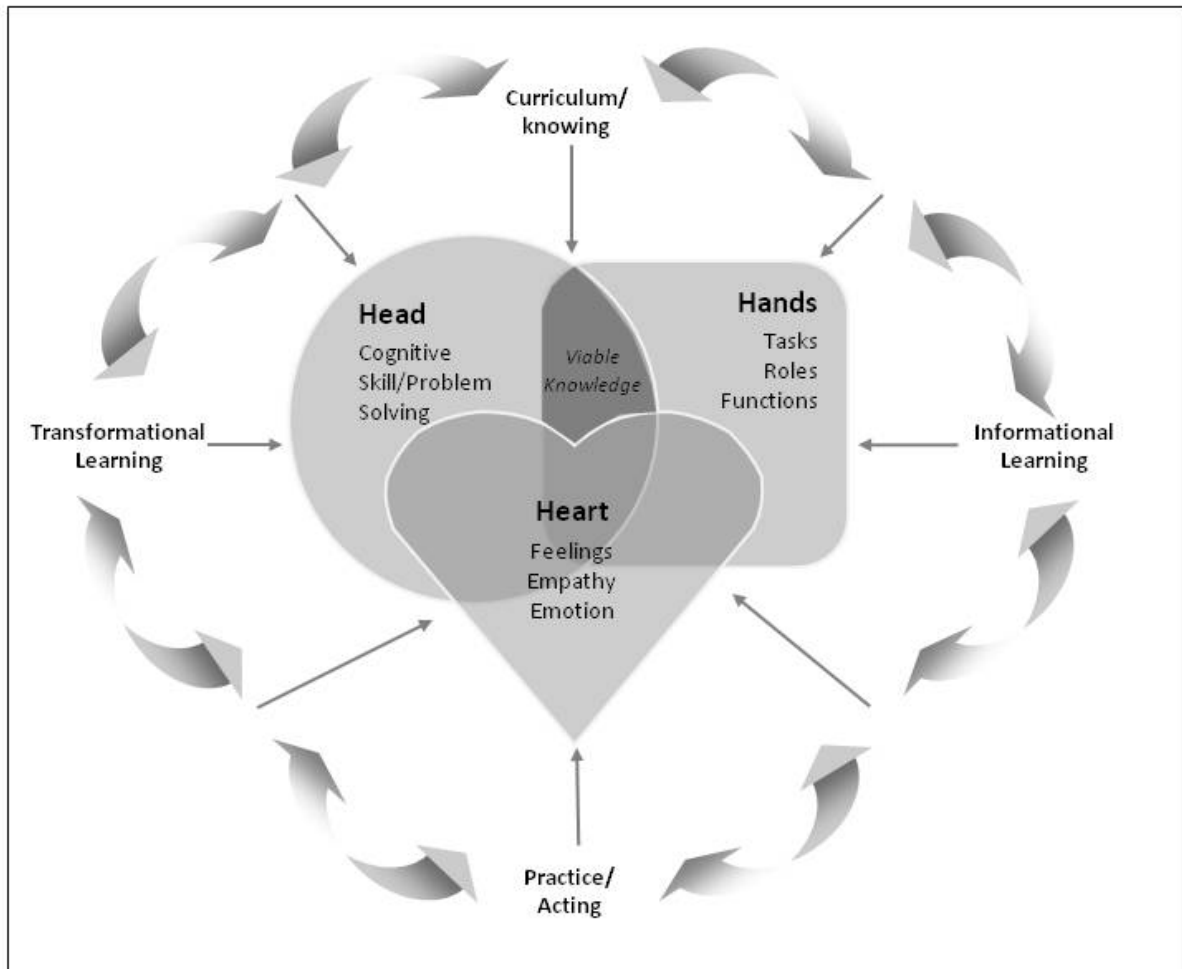 Curriculum/
knowing
Head
Cognitive
Skill/Problem
Solving
Viable
Knowledge
Hands
Tasks
Roles
Functions
Transformational
Learning
Informational
Learning
Heart
Feelings
Empathy
Emotion
Practice/
Acting